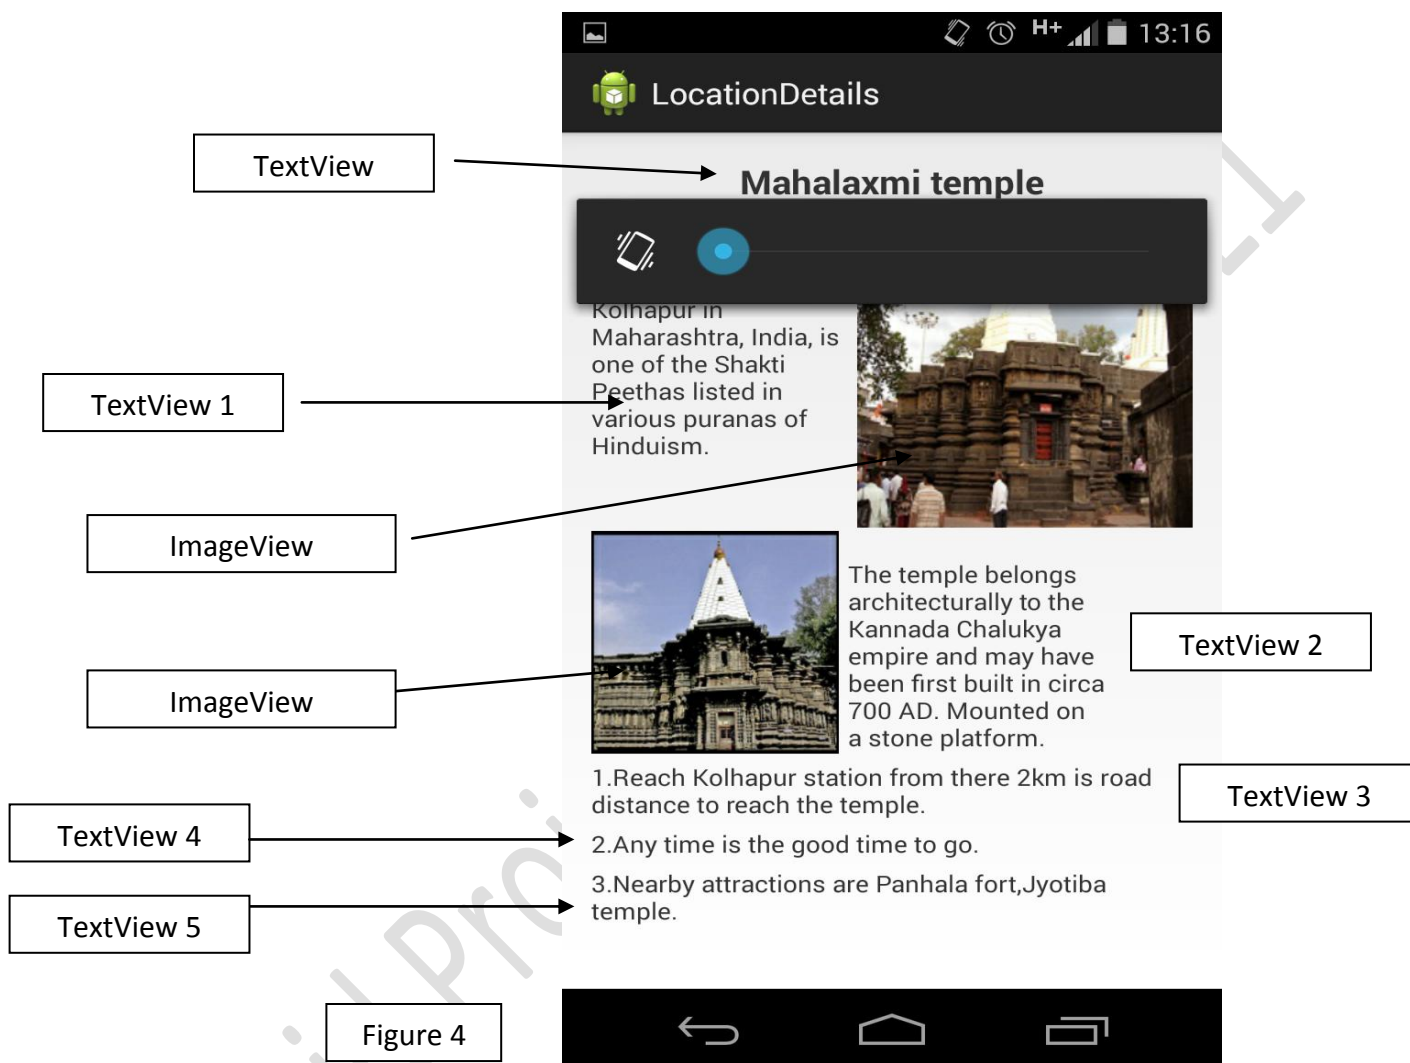 H+ 13:16
LocationDetails
TextView
Mahalaxmi temple
Kolhapur in
Maharashtra, India, is
one of the Shakti
Peethas listed in
various puranas of
Hinduism.
TextView 1
ImageView
ImageView
The temple belongs
architecturally to the
Kannada Chalukya
empire and may have
been first built in circa
700 AD. Mounted on
a stone platform.
TextView 2
1.Reach Kolhapur station from there 2km is road
distance to reach the temple.
TextView 3
TextView 4
2.Any time is the good time to go.
3.Nearby attractions are Panhala fort,Jyotiba
temple.
TextView 5
Figure 4